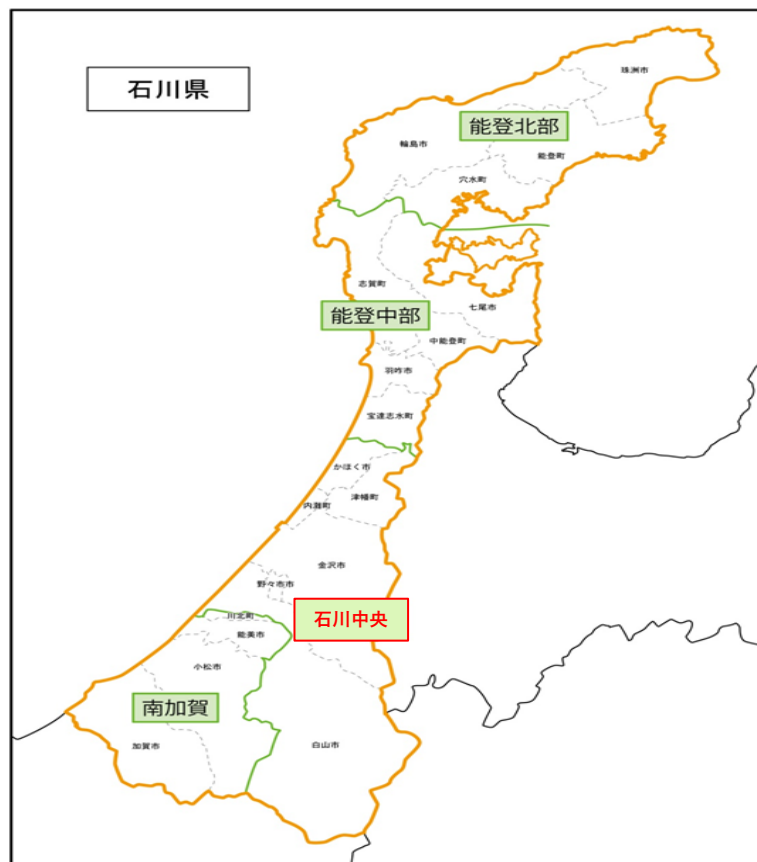 石川県
珠洲市
能登北部
輪島市
能登町
穴水町
志賀町
七尾市
能登中部
中能登町
羽咋市
宝達志水町
かほく市
津幡町
内灘町
金沢市
野々市市
川北町
石川中央
能美市
小松市
南加賀
加賀市
白山市